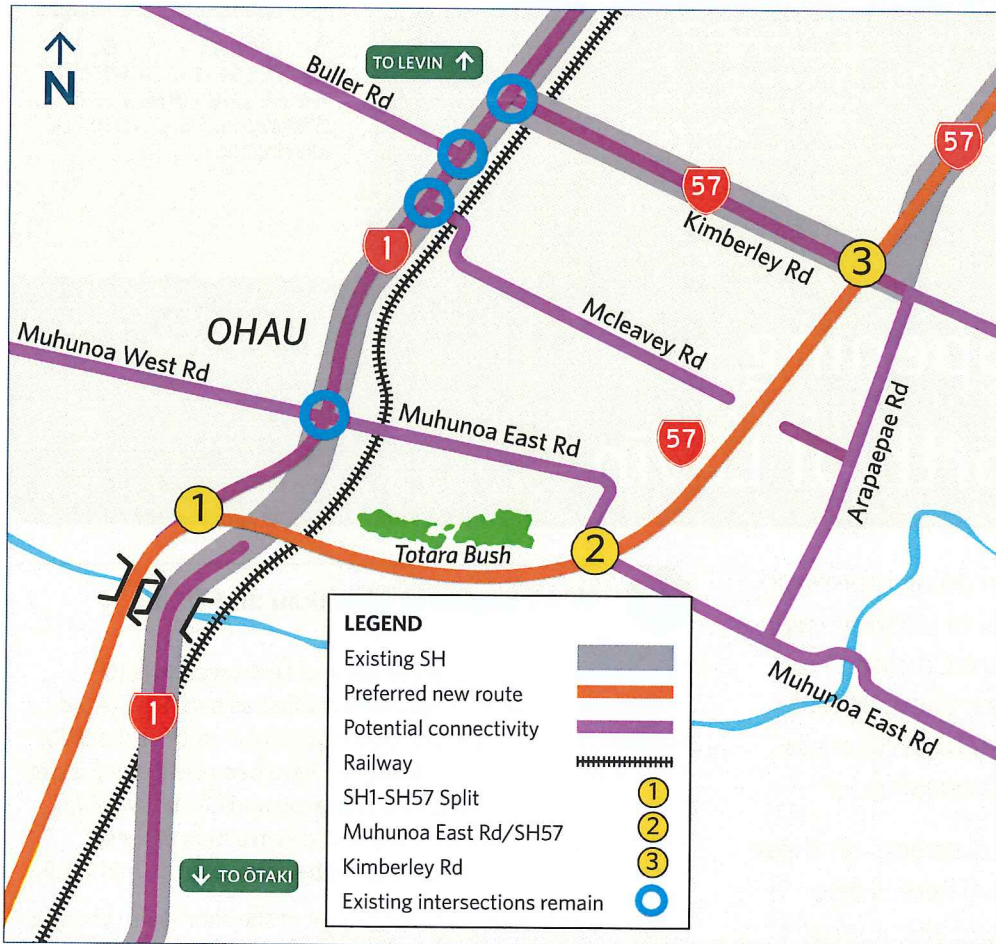 N
TO LEVIN ↑
Buller Rd
57
57
Kimberley Rd
3
1
OHAU
Mcleavey Rd
Muhunoa West Rd
Muhunoa East Rd
57
Arapaepae Rd
1
Totara Bush
2
Muhunoa East Rd
1
↓ TO ŌTAKI
LEGEND
Existing SH
Preferred new route
Potential connectivity
Railway
SH1-SH57 Split 1
Muhunoa East Rd/SH57 2
Kimberley Rd 3
Existing intersections remain